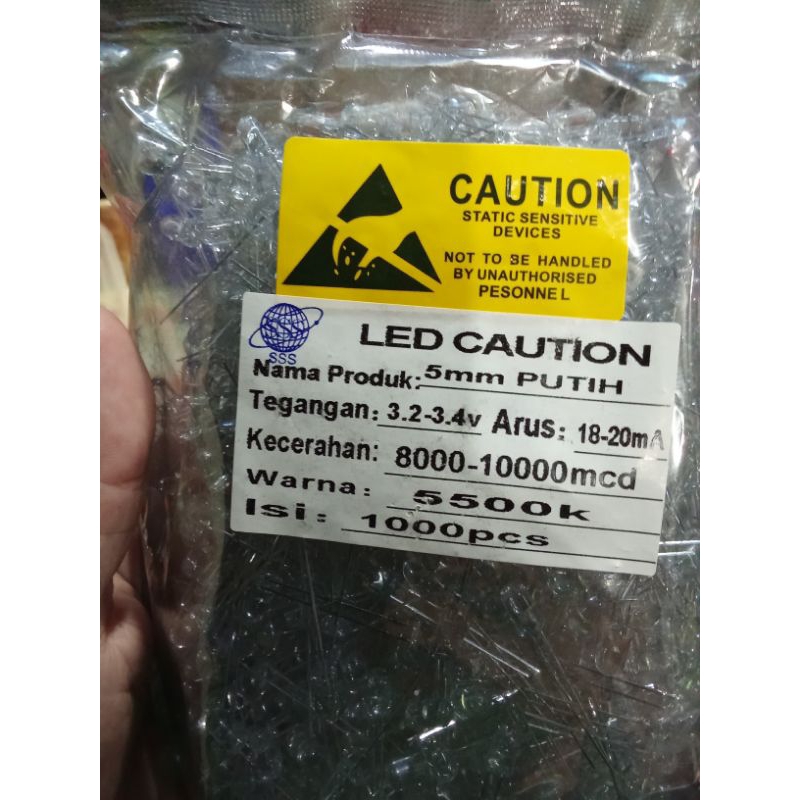 CAUTION
STATIC SENSITIVE
DEVICES
NOT TO BE HANDLED
BY UNAUTHORISED
PESONNEL
SSS
LED CAUTION
Nama Produk: 5mm PUTIH
Tegangan: 3.2-3.4v Arus: 18-20mA
Kecerahan: 8000-10000mcd
Warna: 5500k
Isi: 1000pcs